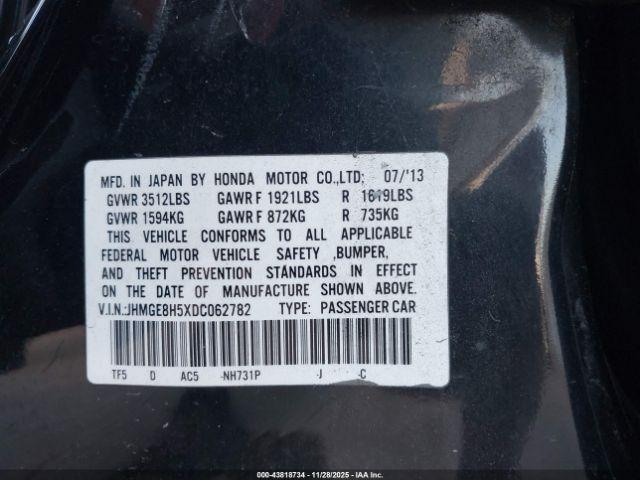 MFD. IN JAPAN BY HONDA MOTOR CO.,LTD; 07/'13
GVWR 3512LBS GAWR F 1921LBS R 1619LBS
GVWR 1594KG GAWR F 872KG R 735KG
THIS VEHICLE CONFORMS TO ALL APPLICABLE
FEDERAL MOTOR VEHICLE SAFETY ,BUMPER,
AND THEFT PREVENTION STANDARDS IN EFFECT
ON THE DATE OF MANUFACTURE SHOWN ABOVE.
V.I.N.:JHMGE8H5XDC062782 TYPE: PASSENGER CAR
TF5 D AC5 -NH731P -J -C
000-43818734 - 11/28/2025 - IAAI.COM